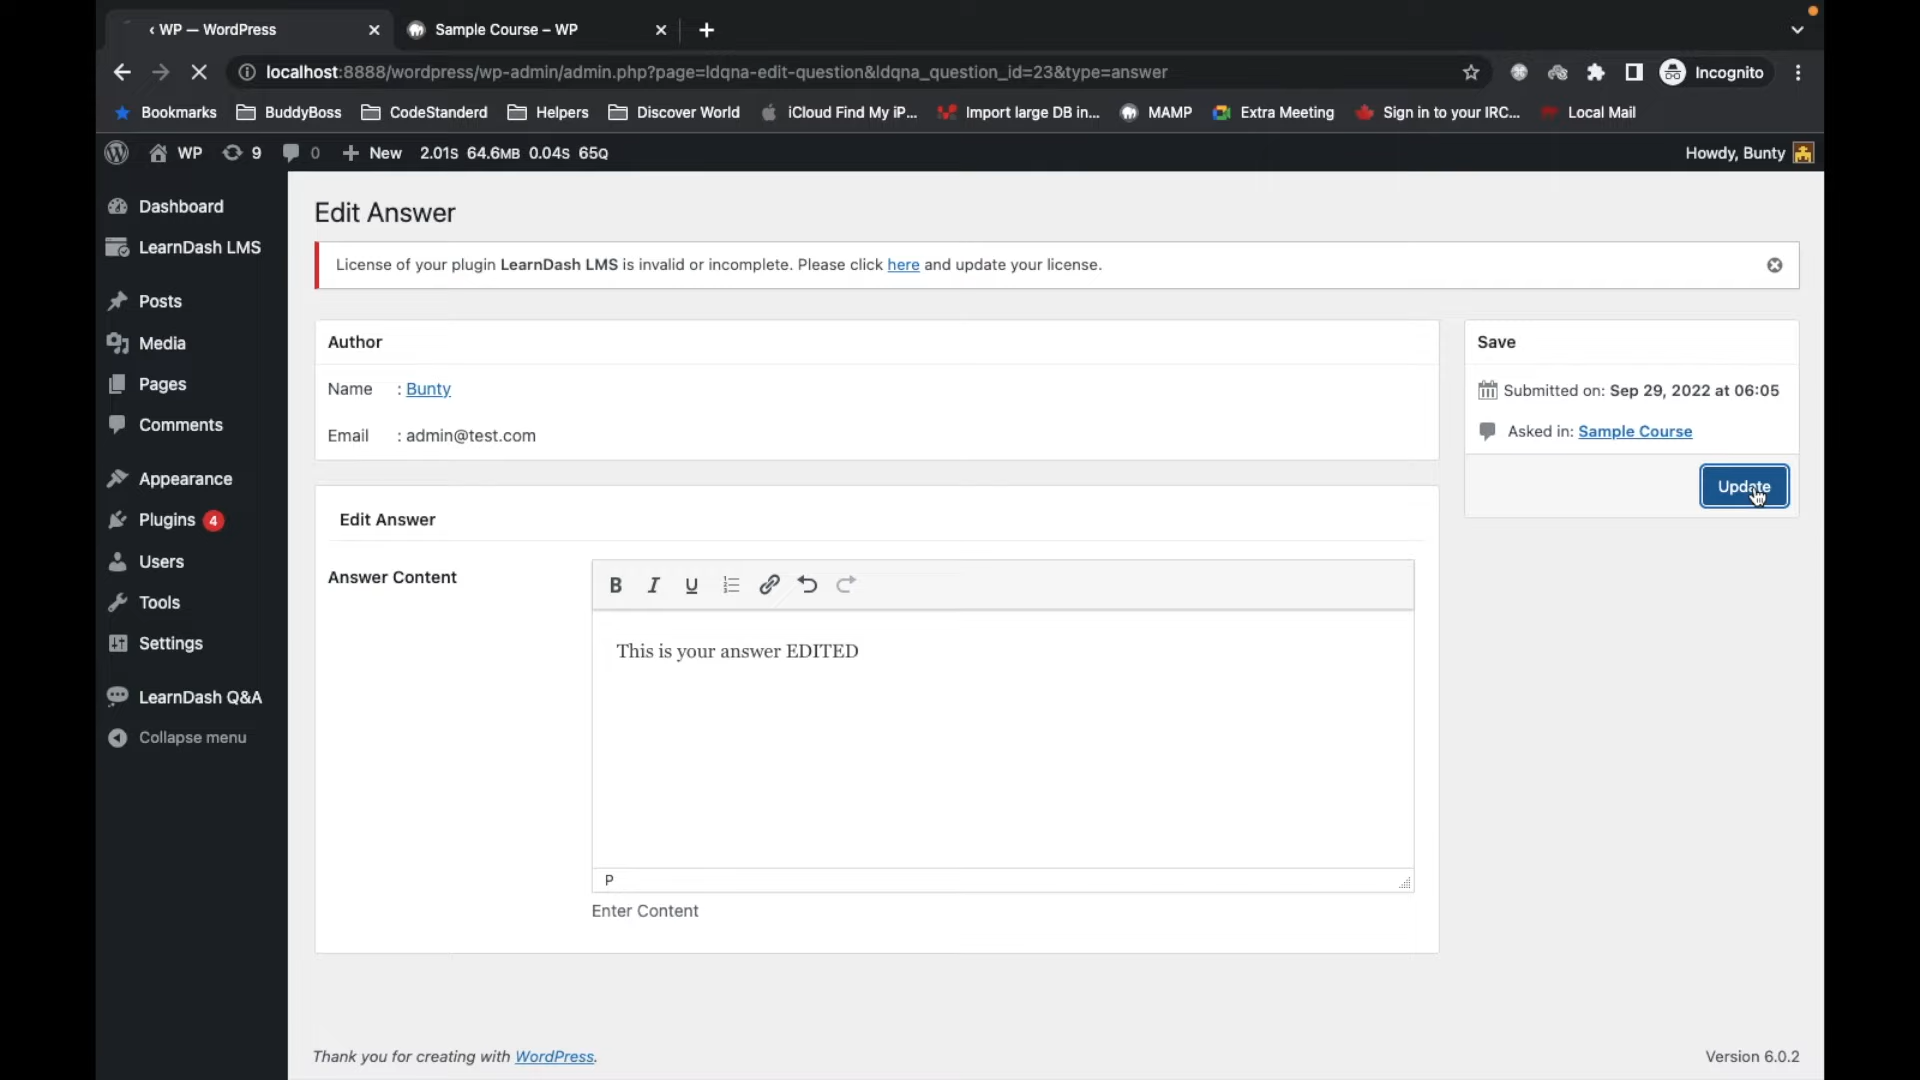 ‹ WP — WordPress
Sample Course – WP
localhost:8888/wordpress/wp-admin/admin.php?page=ldqna-edit-question&ldqna_question_id=23&type=answer
Incognito
Bookmarks
BuddyBoss
CodeStanderd
Helpers
Discover World
iCloud Find My iP...
Import large DB in...
MAMP
Extra Meeting
Sign in to your IRC...
Local Mail
WP
9
0
New
2.01S 64.6MB 0.04S 65Q
Howdy, Bunty
Dashboard
LearnDash LMS
Posts
Media
Pages
Comments
Appearance
Plugins 4
Users
Tools
Settings
LearnDash Q&A
Collapse menu
Edit Answer
License of your plugin LearnDash LMS is invalid or incomplete. Please click here and update your license.
Author
Name : Bunty
Email : admin@test.com
Save
Submitted on: Sep 29, 2022 at 06:05
Asked in: Sample Course
Update
Edit Answer
Answer Content
B I U
This is your answer EDITED
P
Enter Content
Thank you for creating with WordPress.
Version 6.0.2